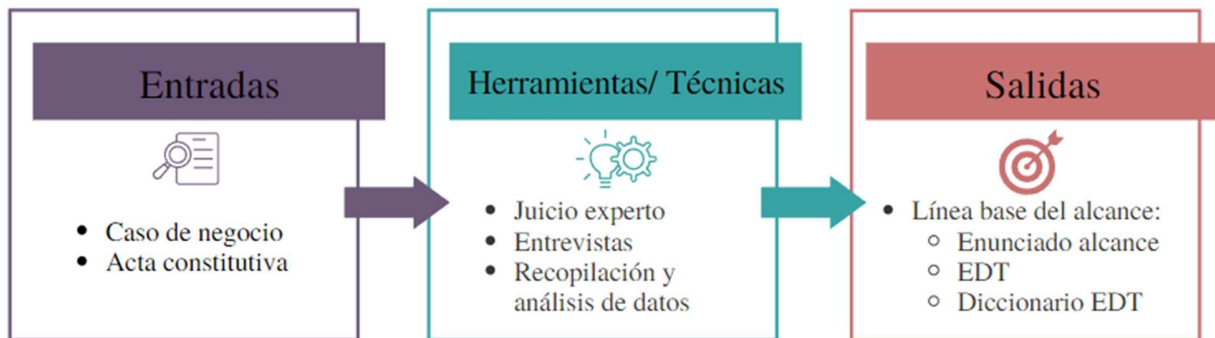 Entradas
• Caso de negocio
• Acta constitutiva
Herramientas/ Técnicas
• Juicio experto
• Entrevistas
• Recopilación y
análisis de datos
Salidas
• Línea base del alcance:
○ Enunciado alcance
○ EDT
○ Diccionario EDT